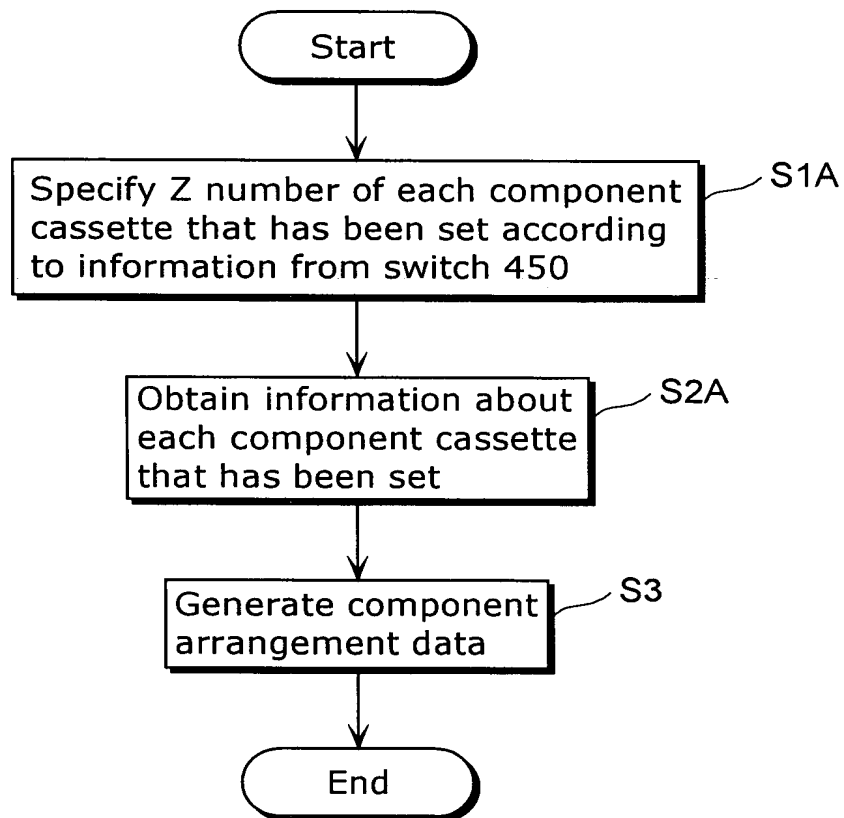 Start
Specify Z number of each component
cassette that has been set according
to information from switch 450
S1A
Obtain information about
each component cassette
that has been set
S2A
Generate component
arrangement data
S3
End